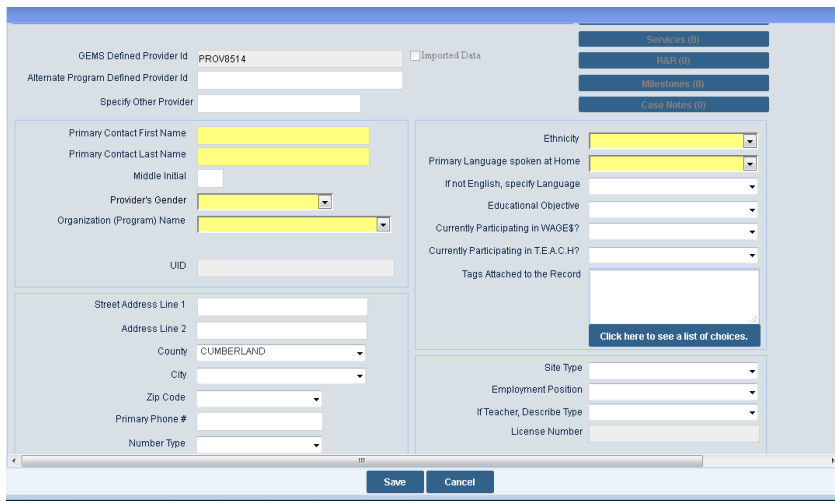 Services (0)
GEMS Defined Provider Id PROV8514 Imported Data R&R (0)
Alternate Program Defined Provider Id Milestones (0)
Specify Other Provider Case Notes (0)
Primary Contact First Name
Primary Contact Last Name
Middle Initial
Provider's Gender
Organization (Program) Name
UID
Ethnicity
Primary Language spoken at Home
If not English, specify Language
Educational Objective
Currently Participating in WAGE$?
Currently Participating in T.E.A.C.H?
Tags Attached to the Record
Click here to see a list of choices.
Street Address Line 1
Address Line 2
County CUMBERLAND
City
Zip Code
Primary Phone #
Number Type
Site Type
Employment Position
If Teacher, Describe Type
License Number
Save Cancel